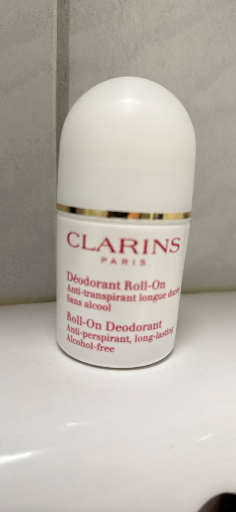 CLARINS
PARIS
Déodorant Roll-On
Anti-transpirant longue durée
Sans alcool
Roll-On Deodorant
Anti-perspirant, long-lasting
Alcohol-free